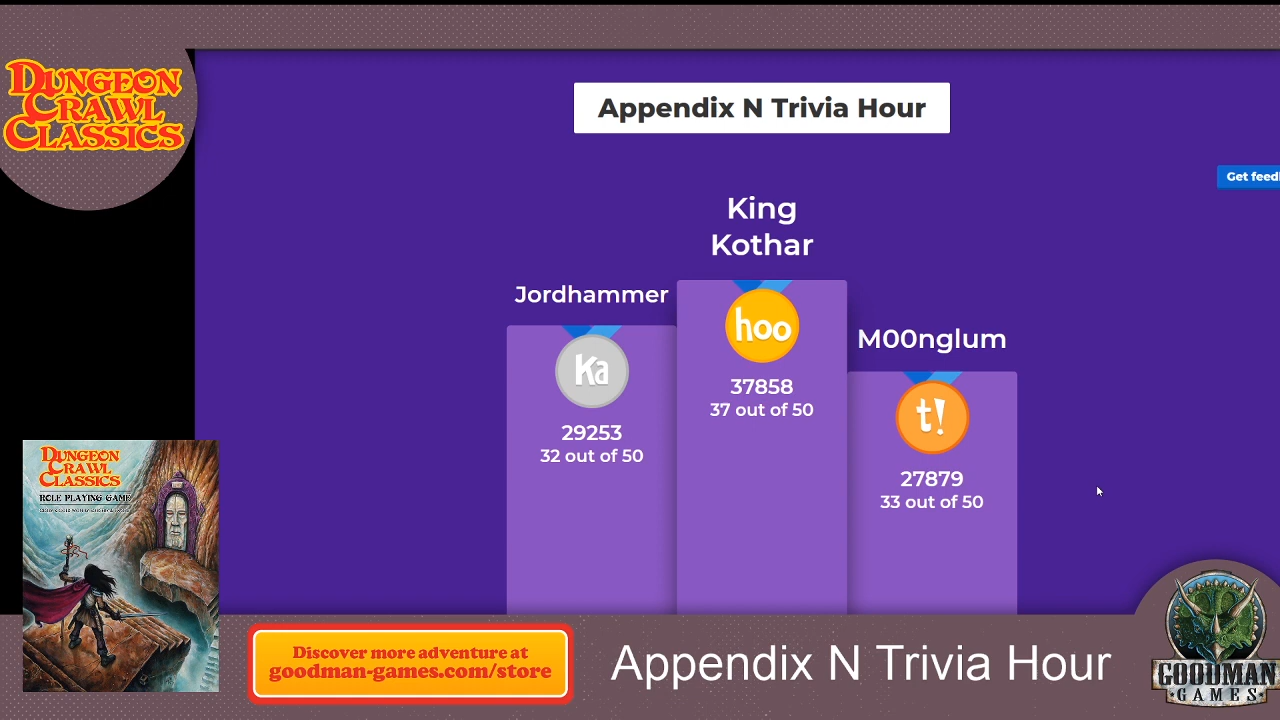 DUNGEON
CRAWL
CLASSICS
Appendix N Trivia Hour
Get feed
King
Kothar
Jordhammer
M00nglum
hoo
Ka
t!
37858
37 out of 50
29253
32 out of 50
27879
33 out of 50
DUNGEON
CRAWL
CLASSICS
ROLE PLAYING GAME
Discover more adventure at
goodman-games.com/store
Appendix N Trivia Hour
GOODMAN
GAMES